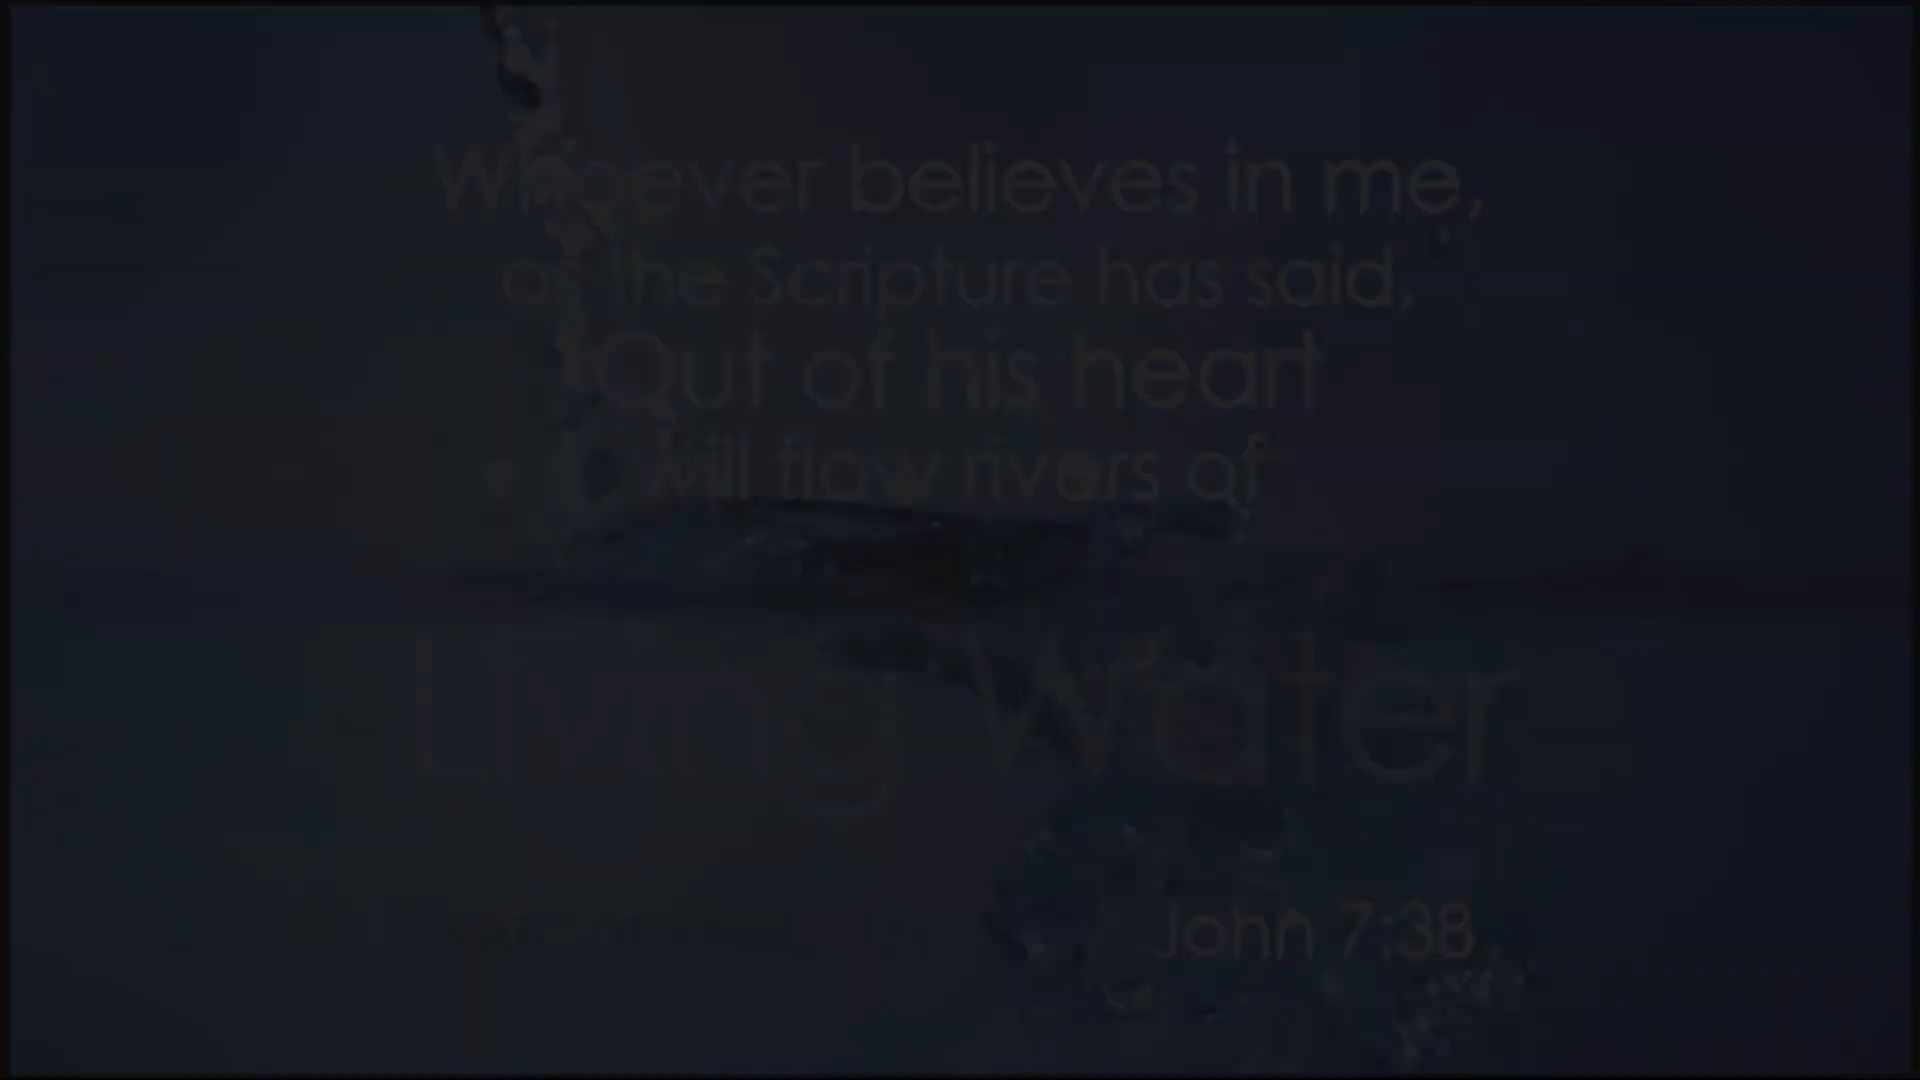 Whoever believes in me,
as the Scripture has said,
Out of his heart
will flow rivers of
Living Water
John 7:38